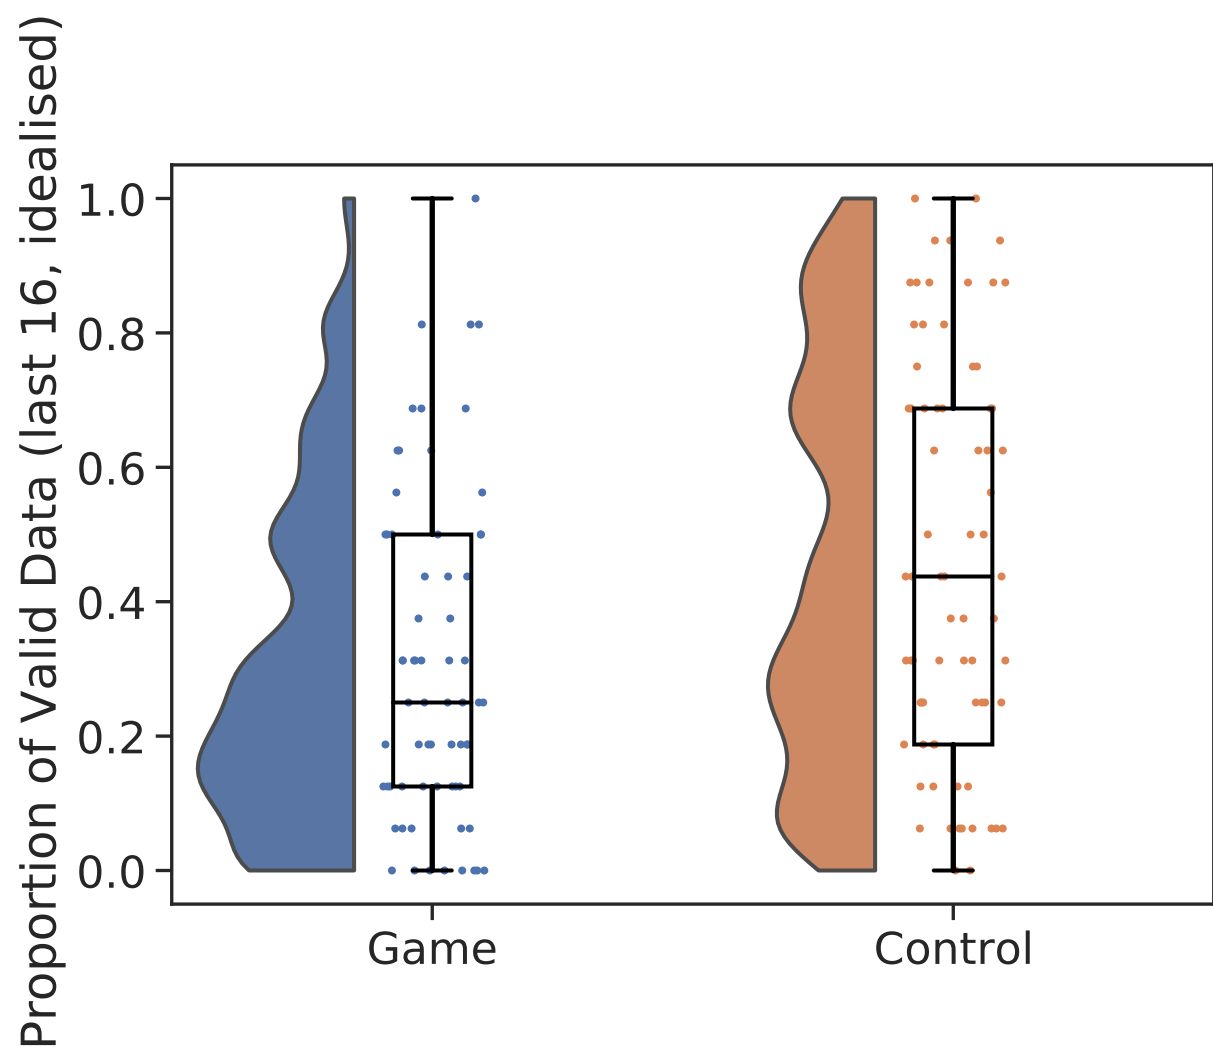 Proportion of Valid Data (last 16, idealised)
1.0
0.8
0.6
0.4
0.2
0.0
Game
Control